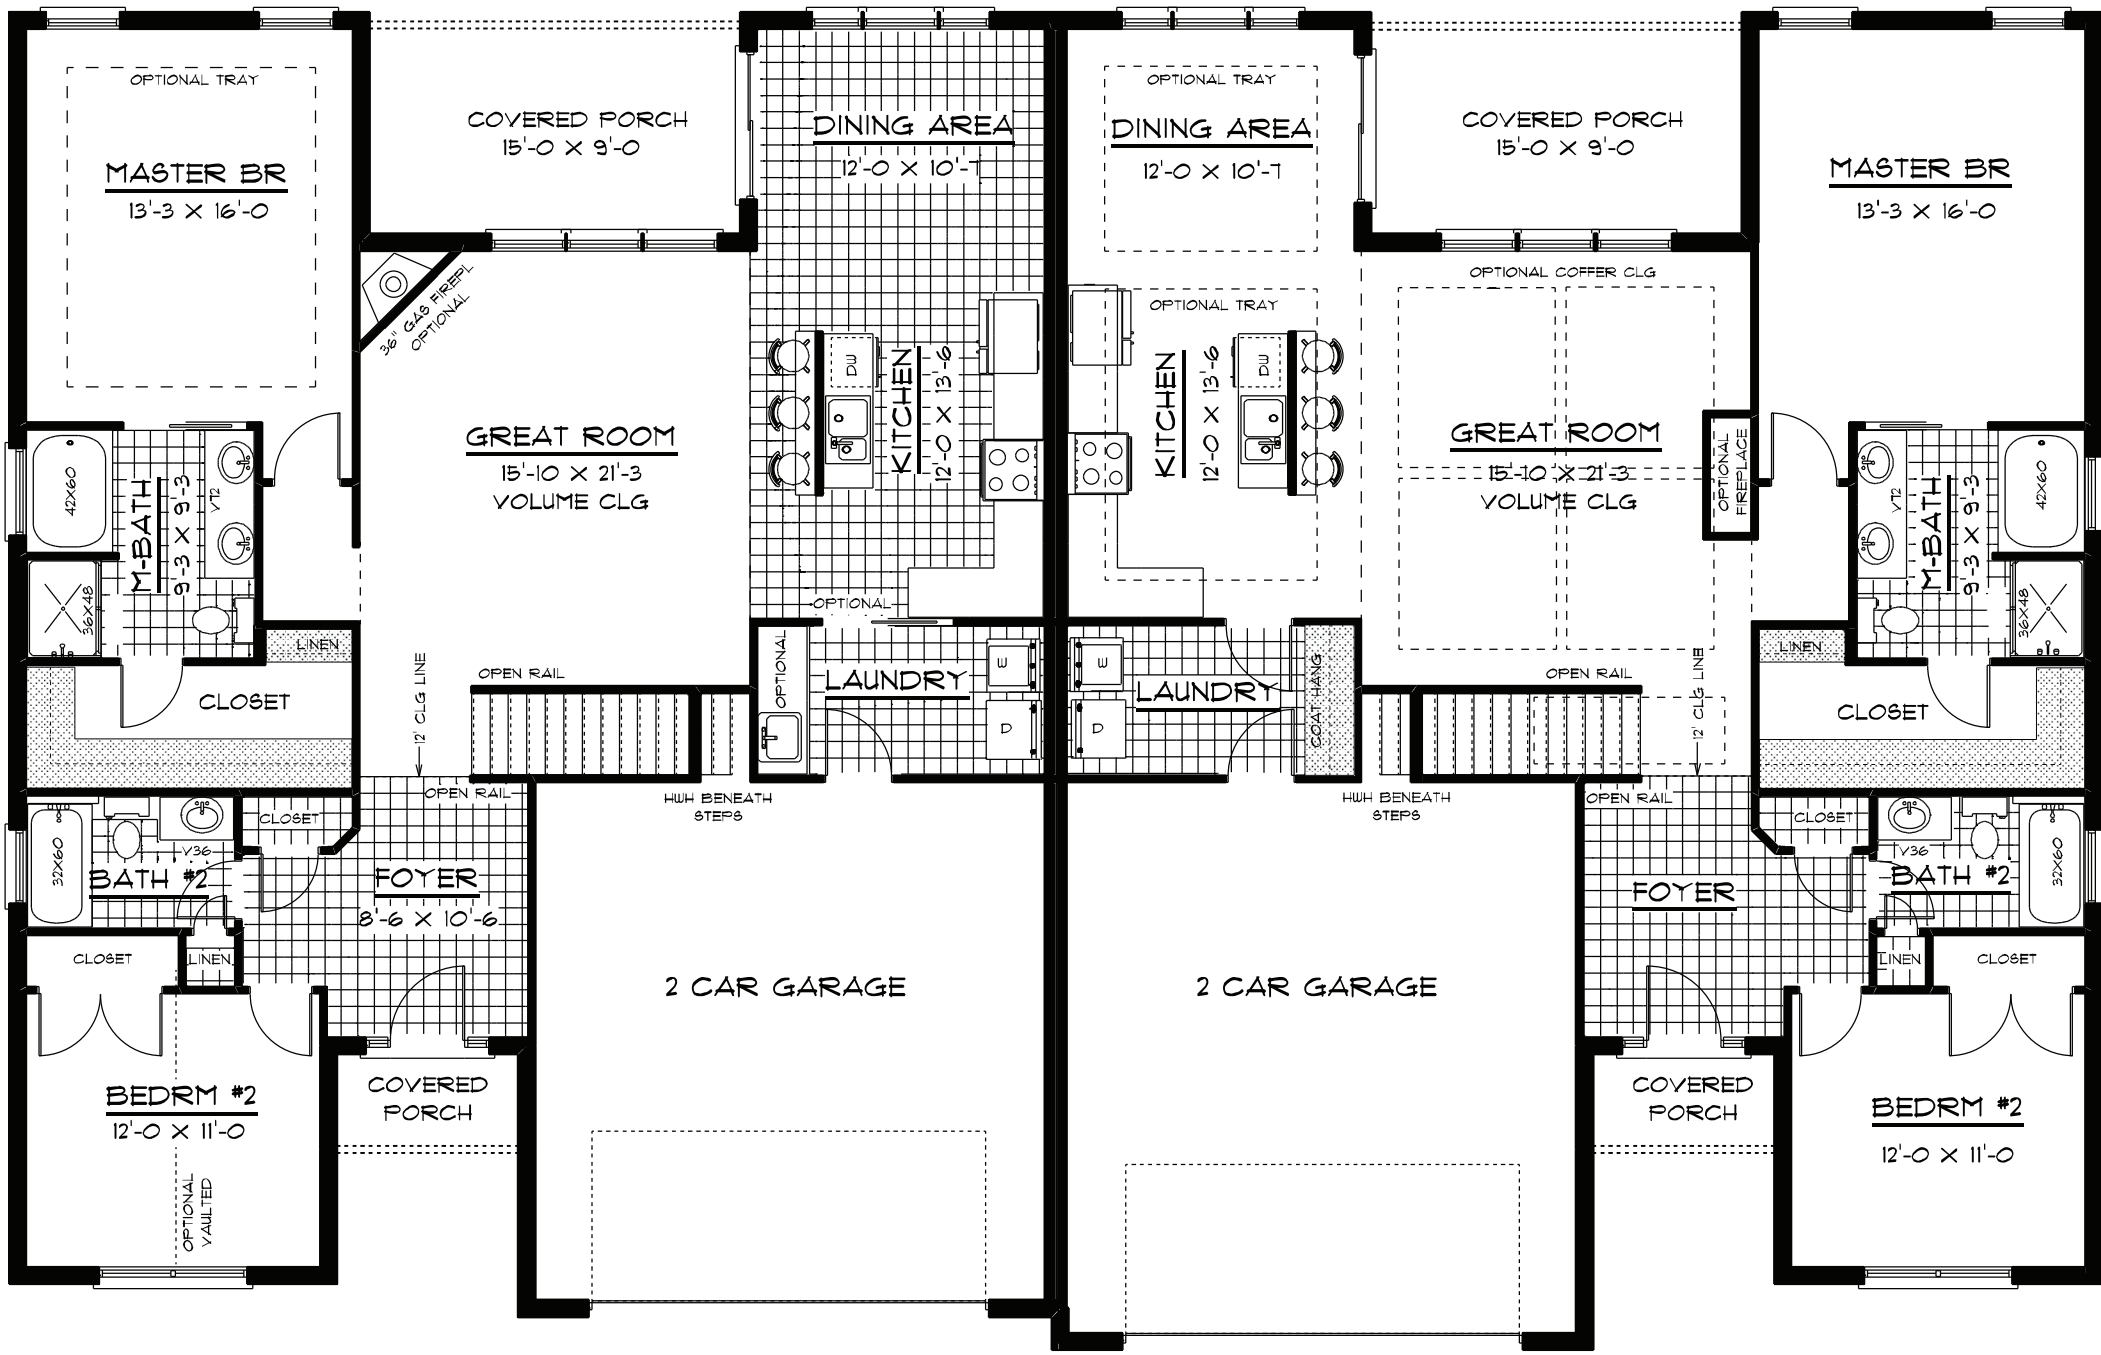 OPTIONAL TRAY
MASTER BR
13'-3 X 16'-0
COVERED PORCH
15'-0 X 9'-0
DINING AREA
12'-0 X 10'-7
36" GAS FIREPL
OPTIONAL
GREAT ROOM
15'-10 X 21'-3
VOLUME CLG
DW
KITCHEN
12'-0 X 13'-6
42X60
M-BATH
9'-3 X 9'-3
V72
36X48
LINEN
CLOSET
12' CLG LINE
OPEN RAIL
OPTIONAL
OPTIONAL
LAUNDRY
W
D
OPEN RAIL
HWH BENEATH
STEPS
CLOSET
V36
32X60
BATH #2
FOYER
8'-6 X 10'-6
CLOSET
LINEN
2 CAR GARAGE
BEDRM #2
12'-0 X 11'-0
OPTIONAL
VAULTED
COVERED
PORCH
OPTIONAL TRAY
DINING AREA
12'-0 X 10'-7
COVERED PORCH
15'-0 X 9'-0
MASTER BR
13'-3 X 16'-0
OPTIONAL COFFER CLG
OPTIONAL TRAY
KITCHEN
12'-0 X 13'-6
DW
GREAT ROOM
15'-10 X 21'-3
VOLUME CLG
OPTIONAL
FIREPLACE
V72
M-BATH
9'-3 X 9'-3
42X60
36X48
LINEN
CLOSET
W
D
LAUNDRY
COAT HANG
OPEN RAIL
12' CLG LINE
HWH BENEATH
STEPS
OPEN RAIL
CLOSET
V36
BATH #2
32X60
FOYER
LINEN
CLOSET
2 CAR GARAGE
COVERED
PORCH
BEDRM #2
12'-0 X 11'-0